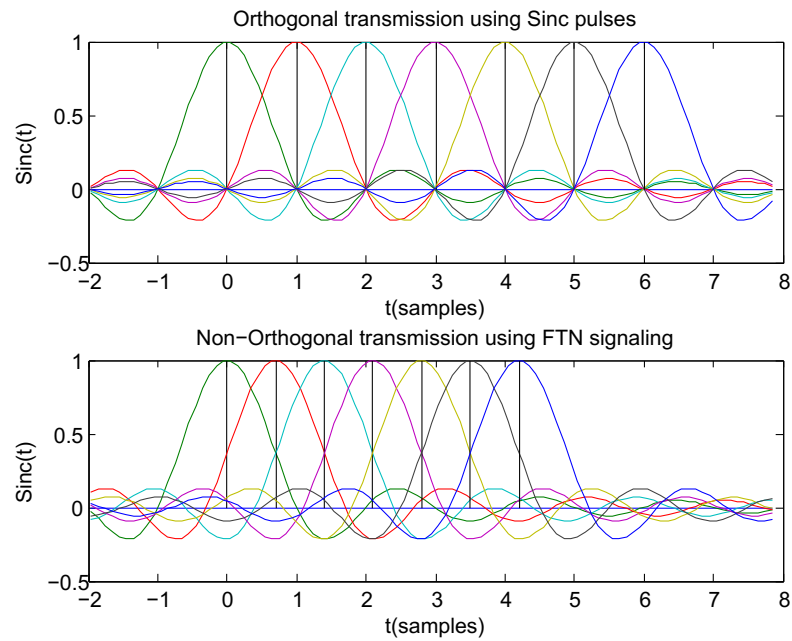 Orthogonal transmission using Sinc pulses
1
0.5
0
−0.5
Sinc(t)
−2 −1 0 1 2 3 4 5 6 7 8
t(samples)
Non−Orthogonal transmission using FTN signaling
1
0.5
0
−0.5
Sinc(t)
−2 −1 0 1 2 3 4 5 6 7 8
t(samples)